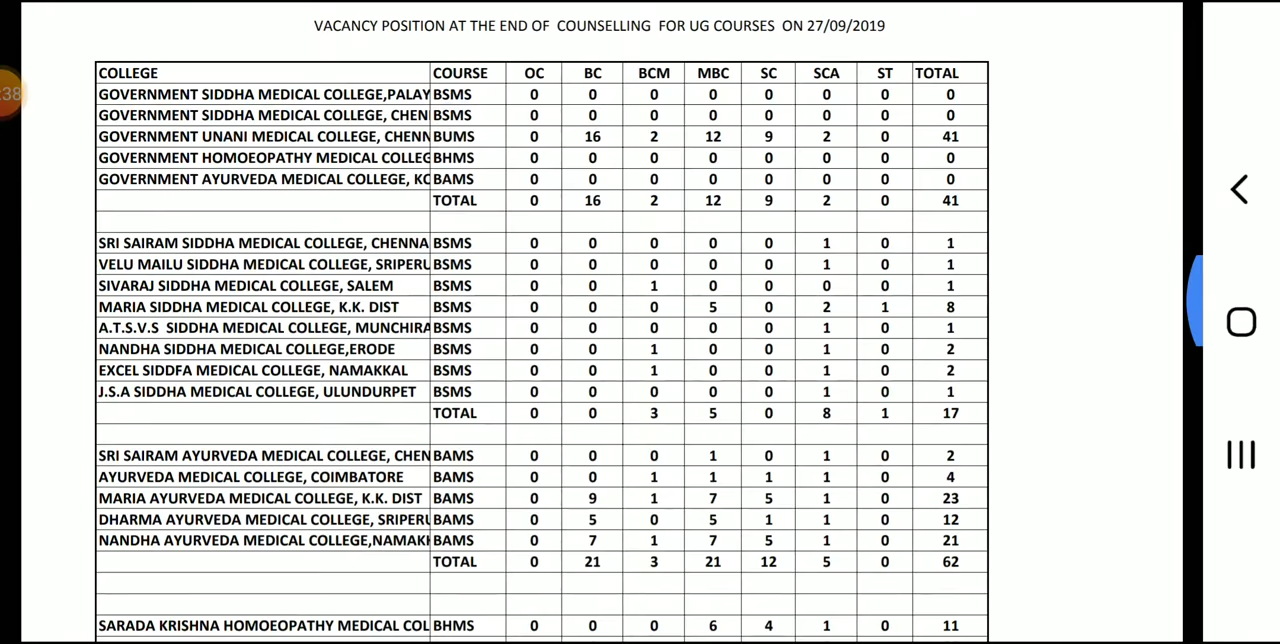 VACANCY POSITION AT THE END OF COUNSELLING FOR UG COURSES ON 27/09/2019
COLLEGE COURSE OC BC BCM MBC SC SCA ST TOTAL
GOVERNMENT SIDDHA MEDICAL COLLEGE,PALAY BSMS 0 0 0 0 0 0 0 0
GOVERNMENT SIDDHA MEDICAL COLLEGE, CHEN BSMS 0 0 0 0 0 0 0 0
GOVERNMENT UNANI MEDICAL COLLEGE, CHENN BUMS 0 16 2 12 9 2 0 41
GOVERNMENT HOMOEOPATHY MEDICAL COLLEG BHMS 0 0 0 0 0 0 0 0
GOVERNMENT AYURVEDA MEDICAL COLLEGE, KO BAMS 0 0 0 0 0 0 0 0
TOTAL 0 16 2 12 9 2 0 41
SRI SAIRAM SIDDHA MEDICAL COLLEGE, CHENNA BSMS 0 0 0 0 0 1 0 1
VELU MAILU SIDDHA MEDICAL COLLEGE, SRIPERU BSMS 0 0 0 0 0 1 0 1
SIVARAJ SIDDHA MEDICAL COLLEGE, SALEM BSMS 0 0 1 0 0 0 0 1
MARIA SIDDHA MEDICAL COLLEGE, K.K. DIST BSMS 0 0 0 5 0 2 1 8
A.T.S.V.S SIDDHA MEDICAL COLLEGE, MUNCHIRA BSMS 0 0 0 0 0 1 0 1
NANDHA SIDDHA MEDICAL COLLEGE,ERODE BSMS 0 0 1 0 0 1 0 2
EXCEL SIDDFA MEDICAL COLLEGE, NAMAKKAL BSMS 0 0 1 0 0 1 0 2
J.S.A SIDDHA MEDICAL COLLEGE, ULUNDURPET BSMS 0 0 0 0 0 1 0 1
TOTAL 0 0 3 5 0 8 1 17
SRI SAIRAM AYURVEDA MEDICAL COLLEGE, CHEN BAMS 0 0 0 1 0 1 0 2
AYURVEDA MEDICAL COLLEGE, COIMBATORE BAMS 0 0 1 1 1 1 0 4
MARIA AYURVEDA MEDICAL COLLEGE, K.K. DIST BAMS 0 9 1 7 5 1 0 23
DHARMA AYURVEDA MEDICAL COLLEGE, SRIPERU BAMS 0 5 0 5 1 1 0 12
NANDHA AYURVEDA MEDICAL COLLEGE,NAMAKK BAMS 0 7 1 7 5 1 0 21
TOTAL 0 21 3 21 12 5 0 62
SARADA KRISHNA HOMOEOPATHY MEDICAL COL BHMS 0 0 0 6 4 1 0 11
:38